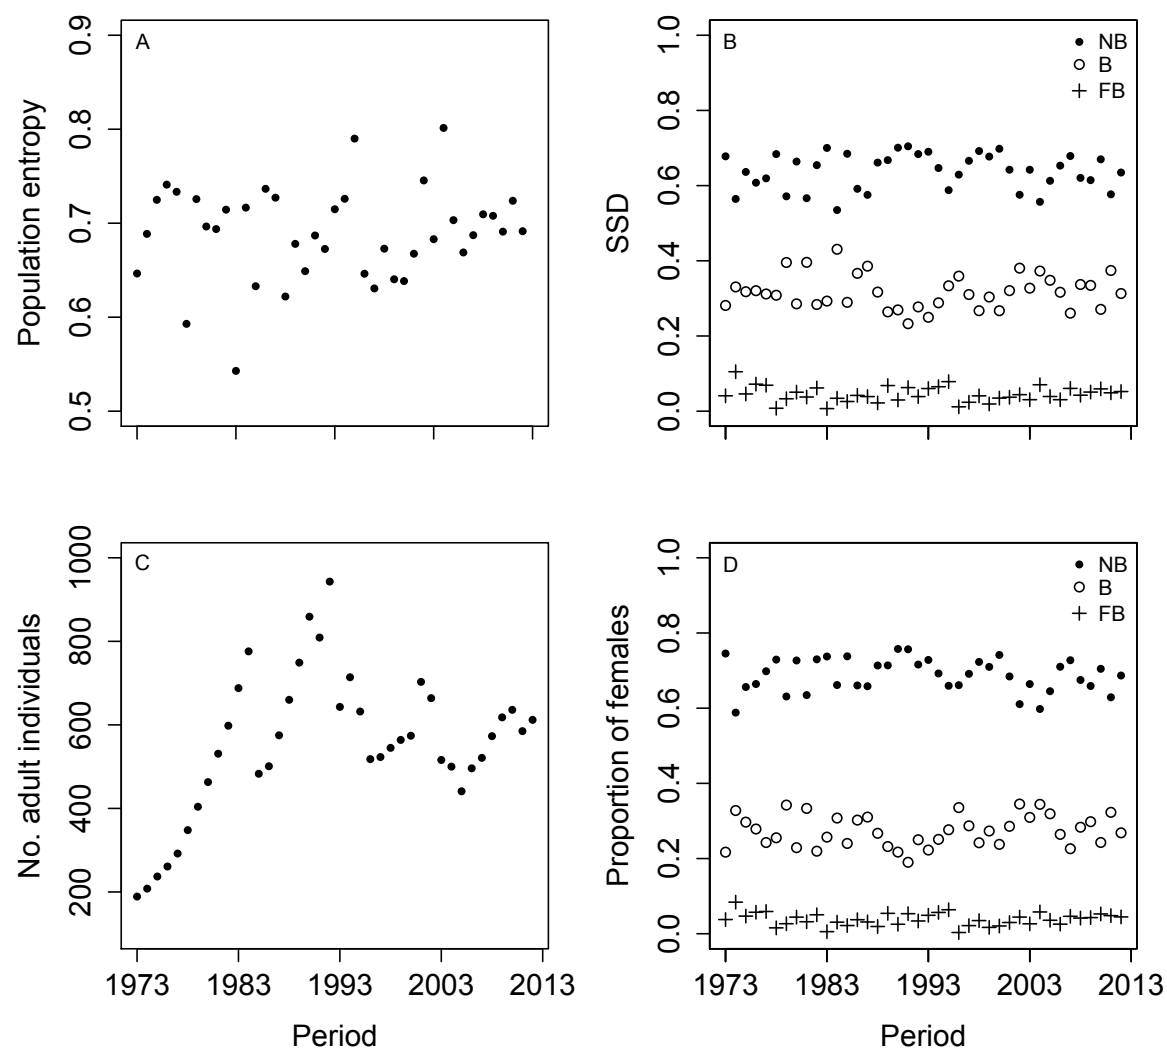 A
Population entropy
0.9
0.8
0.7
0.6
0.5
B
NB
B
FB
SSD
1.0
0.8
0.6
0.4
0.2
0.0
C
No. adult individuals
1000
800
600
400
200
1973 1983 1993 2003 2013
Period
D
NB
B
FB
Proportion of females
1.0
0.8
0.6
0.4
0.2
0.0
1973 1983 1993 2003 2013
Period